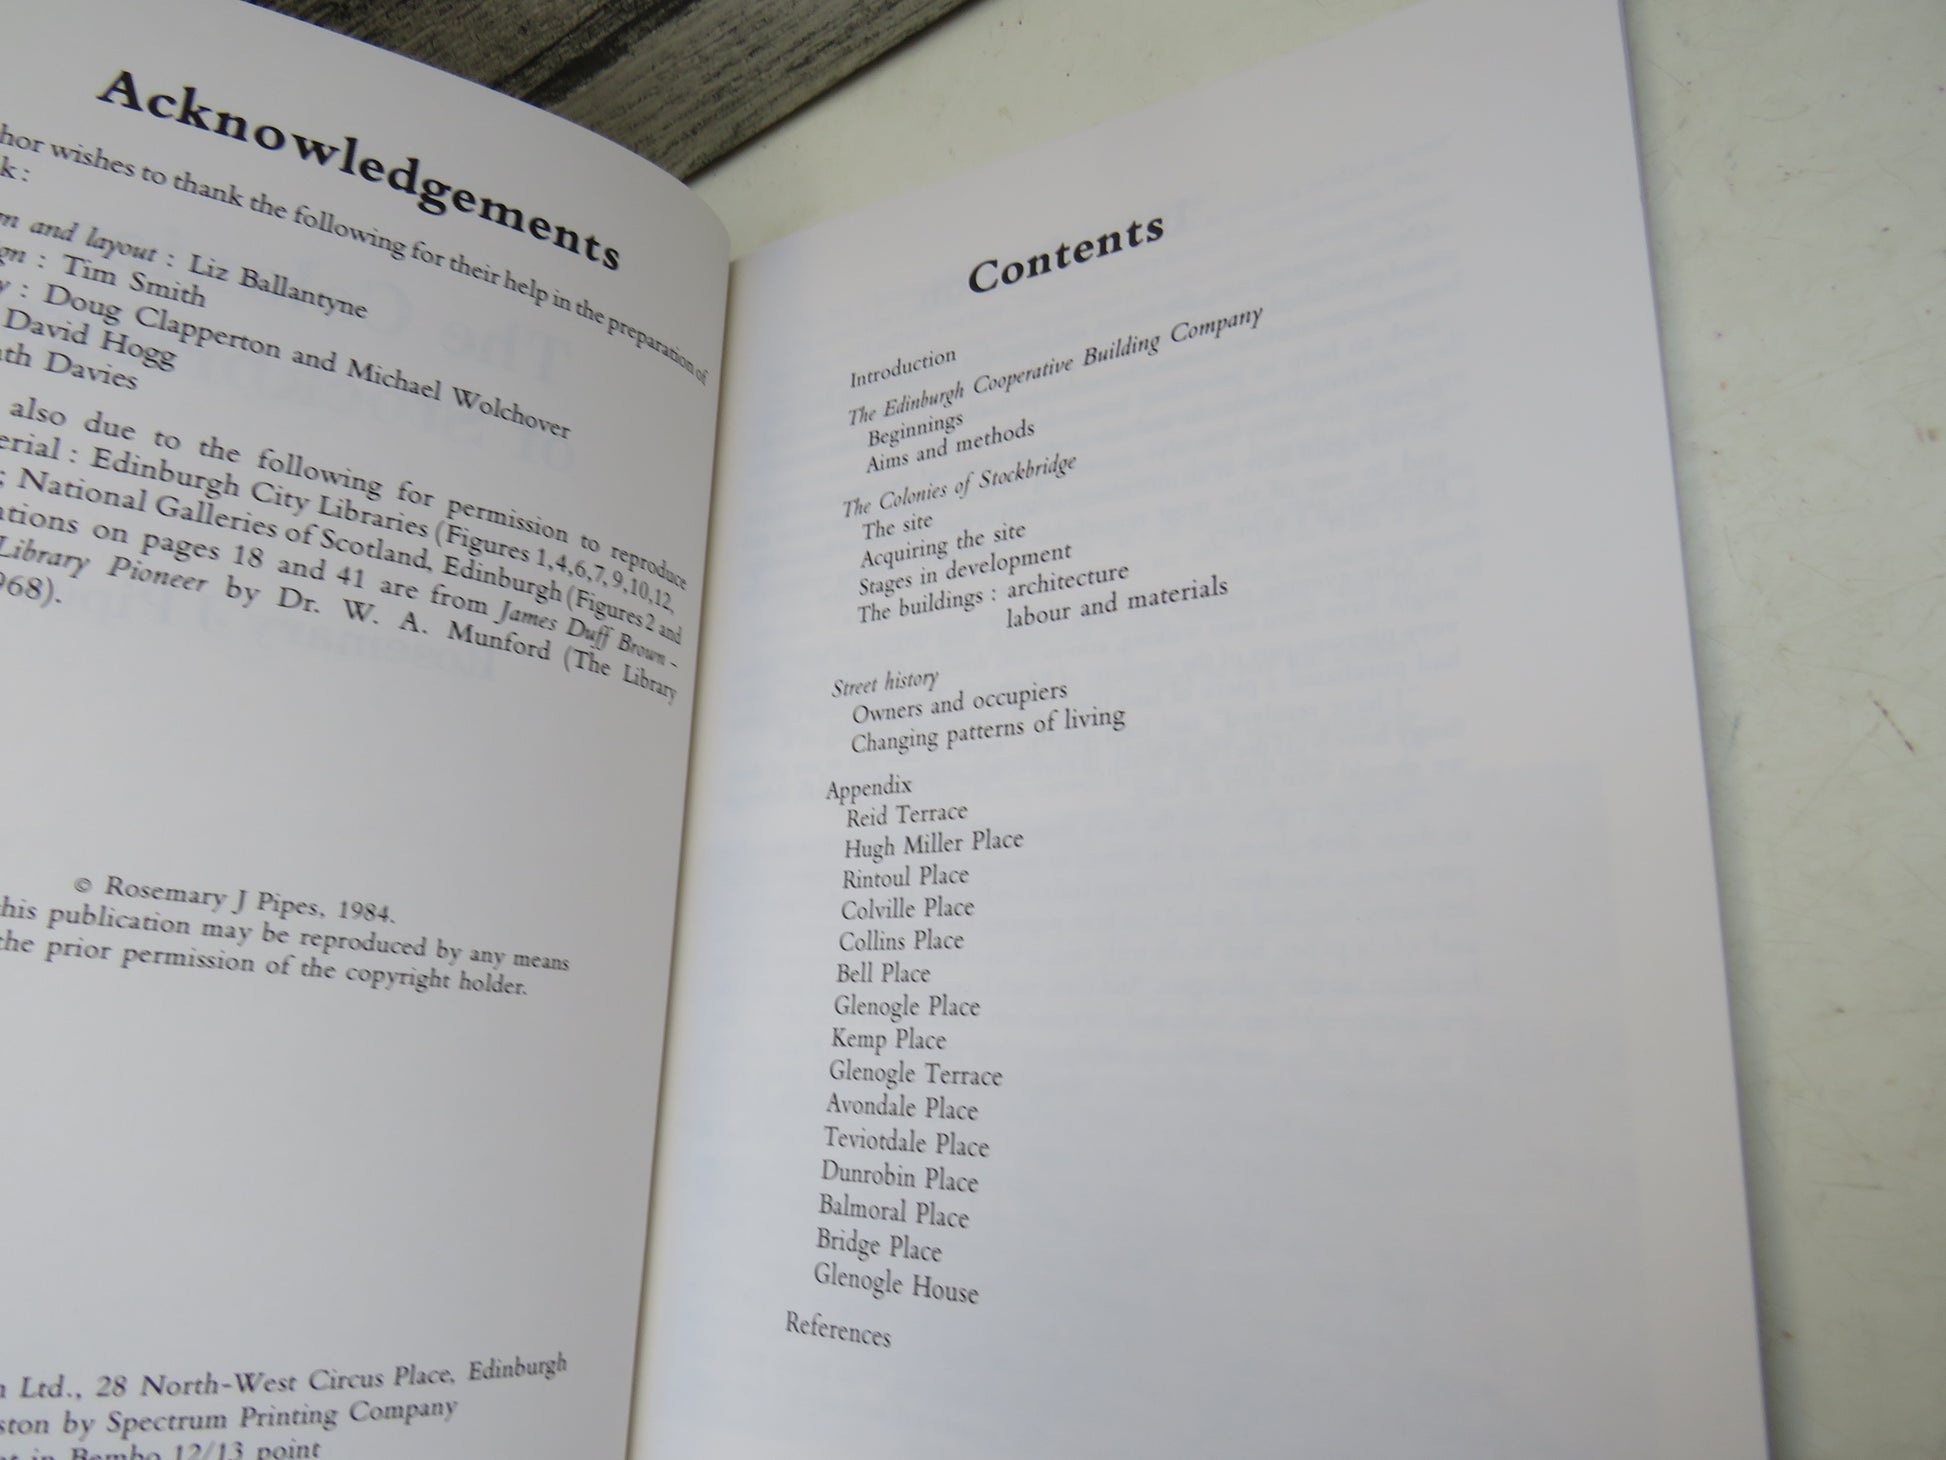 Acknowledgements
wishes to thank the following for their help in the preparation of
k :
and layout : Liz Ballantyne
: Tim Smith
: Doug Clapperton and Michael Wolchover
David Hogg
Davies
also due to the following for permission to reproduce
: Edinburgh City Libraries (Figures 1,4,6,7,9,10,12,
; National Galleries of Scotland, Edinburgh (Figures 2 and
on pages 18 and 41 are from James Duff Brown -
Library Pioneer by Dr. W. A. Munford (The Library
968).
© Rosemary J Pipes, 1984.
this publication may be reproduced by any means
the prior permission of the copyright holder.
Ltd., 28 North-West Circus Place, Edinburgh
by Spectrum Printing Company
in Bembo 12/13 point
Contents
Introduction
The Edinburgh Cooperative Building Company
Beginnings
Aims and methods
The Colonies of Stockbridge
The site
Acquiring the site
Stages in development
The buildings : architecture
labour and materials
Street history
Owners and occupiers
Changing patterns of living
Appendix
Reid Terrace
Hugh Miller Place
Rintoul Place
Colville Place
Collins Place
Bell Place
Glenogle Place
Kemp Place
Glenogle Terrace
Avondale Place
Teviotdale Place
Dunrobin Place
Balmoral Place
Bridge Place
Glenogle House
References